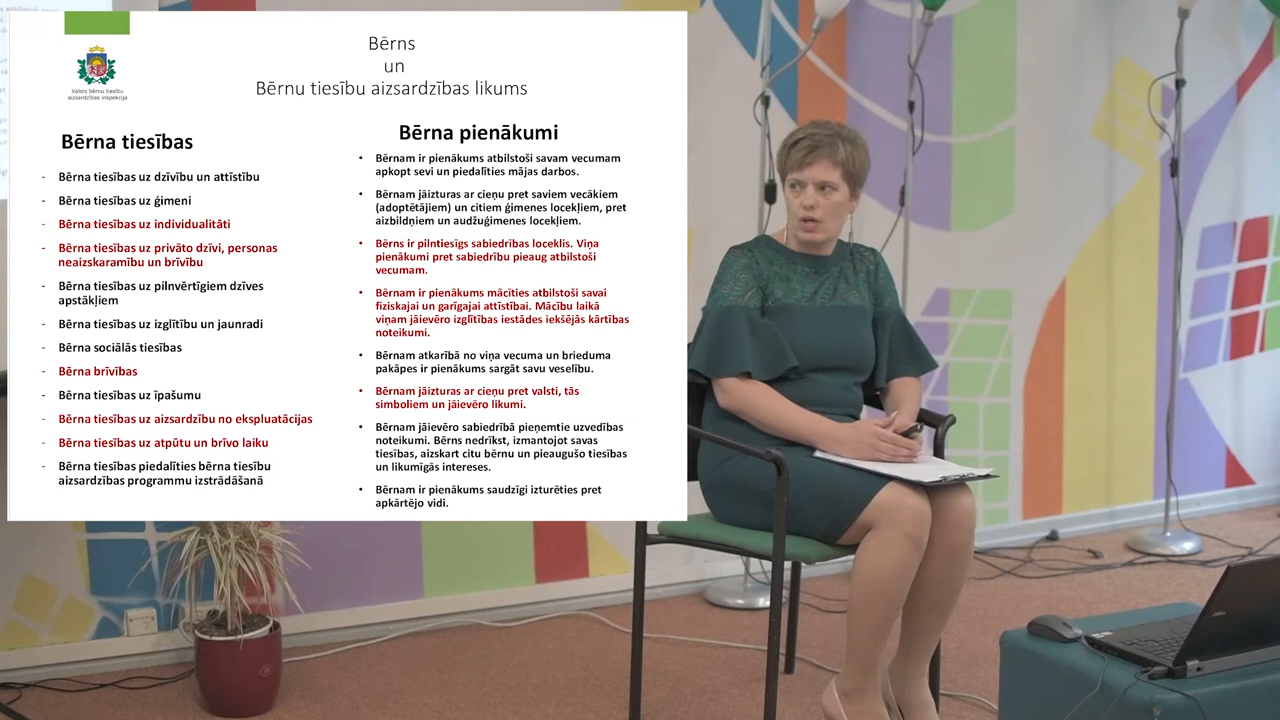 Valsts bērnu tiesību
aizsardzības inspekcija
Bērns
un
Bērnu tiesību aizsardzības likums
Bērna tiesības
- Bērna tiesības uz dzīvību un attīstību
- Bērna tiesības uz ģimeni
- Bērna tiesības uz individualitāti
- Bērna tiesības uz privāto dzīvi, personas
neaizskaramību un brīvību
- Bērna tiesības uz pilnvērtīgiem dzīves
apstākļiem
- Bērna tiesības uz izglītību un jaunradi
- Bērna sociālās tiesības
- Bērna brīvības
- Bērna tiesības uz īpašumu
- Bērna tiesības uz aizsardzību no ekspluatācijas
- Bērna tiesības uz atpūtu un brīvo laiku
- Bērna tiesības piedalīties bērna tiesību
aizsardzības programmu izstrādāšanā
Bērna pienākumi
• Bērnam ir pienākums atbilstoši savam vecumam
apkopt sevi un piedalīties mājas darbos.
• Bērnam jāizturas ar cieņu pret saviem vecākiem
(adoptētājiem) un citiem ģimenes locekļiem, pret
aizbildņiem un audžuģimenes locekļiem.
• Bērns ir pilntiesīgs sabiedrības loceklis. Viņa
pienākumi pret sabiedrību pieaug atbilstoši
vecumam.
• Bērnam ir pienākums mācīties atbilstoši savai
fiziskajai un garīgajai attīstībai. Mācību laikā
viņam jāievēro izglītības iestādes iekšējās kārtības
noteikumi.
• Bērnam atkarībā no viņa vecuma un brieduma
pakāpes ir pienākums sargāt savu veselību.
• Bērnam jāizturas ar cieņu pret valsti, tās
simboliem un jāievēro likumi.
• Bērnam jāievēro sabiedrībā pieņemtie uzvedības
noteikumi. Bērns nedrīkst, izmantojot savas
tiesības, aizskart citu bērnu un pieaugušo tiesības
un likumīgās intereses.
• Bērnam ir pienākums saudzīgi izturēties pret
apkārtējo vidi.